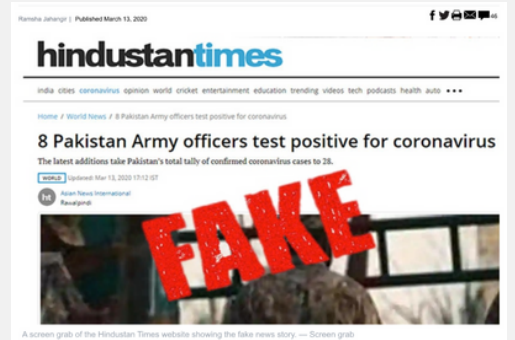 Ramsha Jahangir | Published March 13, 2020
46
hindustantimes
india cities coronavirus opinion world cricket entertainment education trending videos tech podcasts health auto •••
Home / World News / 8 Pakistan Army officers test positive for coronavirus
8 Pakistan Army officers test positive for coronavirus
The latest additions take Pakistan's total tally of confirmed coronavirus cases to 28.
WORLD Updated: Mar 13, 2020 17:12 IST
ht Asian News International
Rawalpindi
FAKE
A screen grab of the Hindustan Times website showing the fake news story. — Screen grab